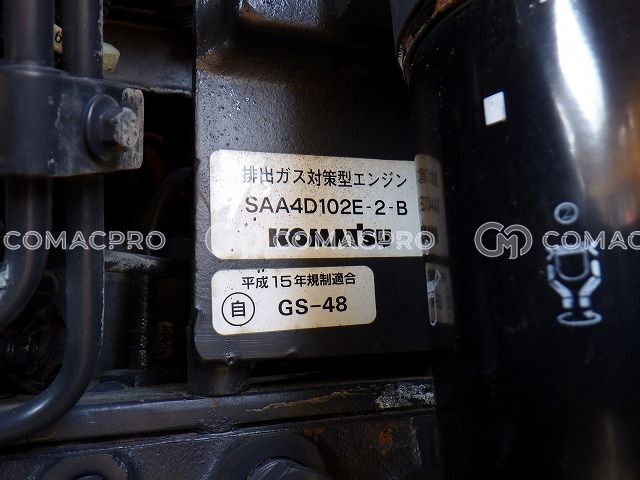 排出ガス対策型エンジン
SAA4D102E-2-B
KOMATSU
COMACPRO
COMACPRO
平成15年規制適合
自 GS-48